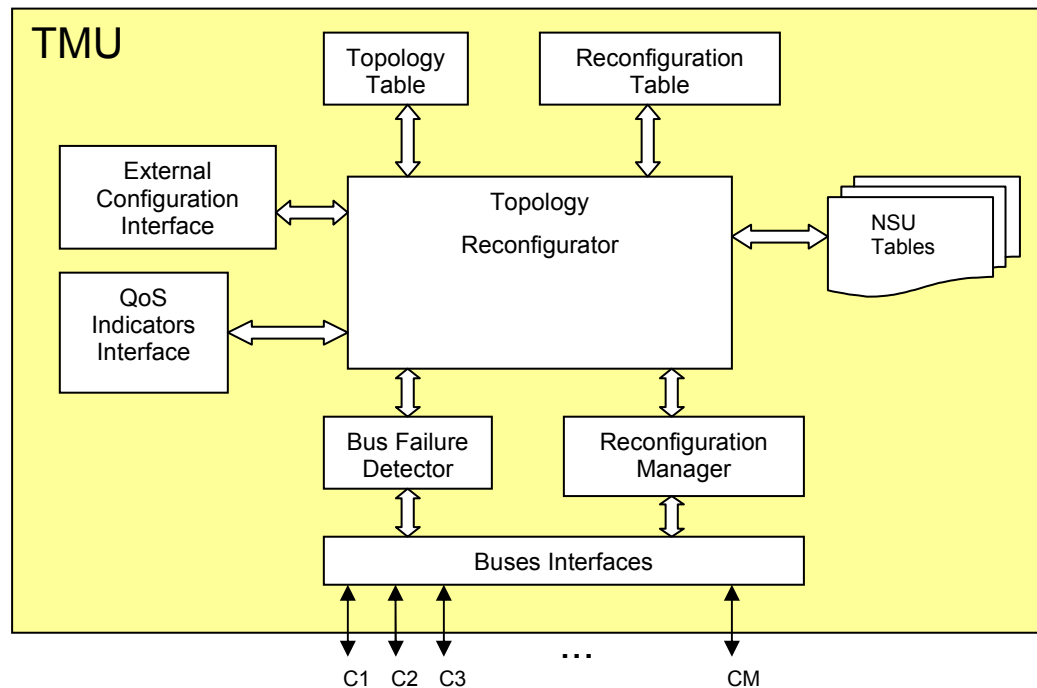 TMU
Topology
Table
Reconfiguration
Table
External
Configuration
Interface
Topology
Reconfigurator
NSU
Tables
QoS
Indicators
Interface
Bus Failure
Detector
Reconfiguration
Manager
Buses Interfaces
C1 C2 C3 ... CM